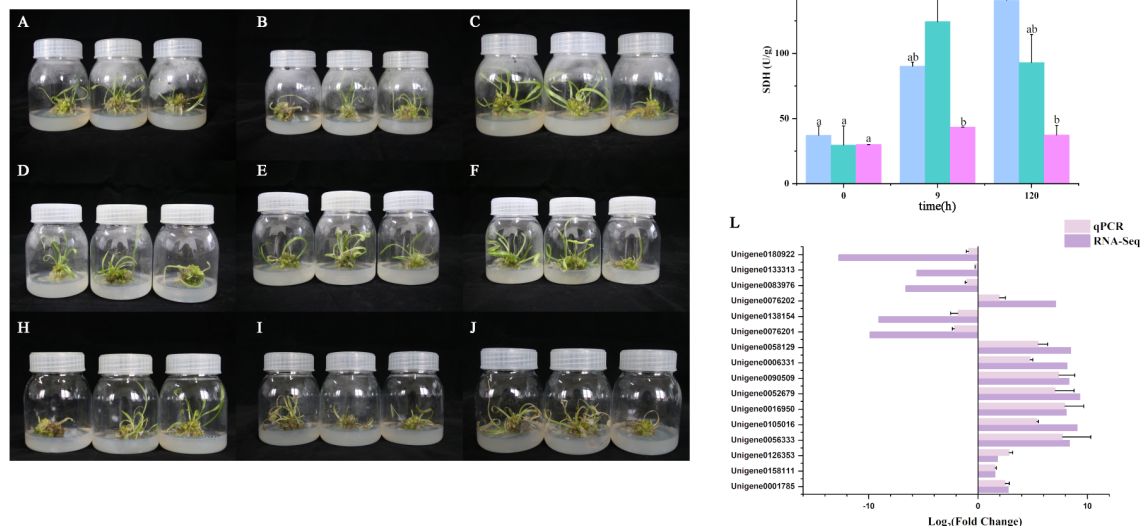 A
B
C
D
E
F
H
I
J
SDH (U/g)
100
50
0
a
a
a
ab
b
ab
b
0
9
120
time(h)
L
qPCR
RNA-Seq
Unigene0180922
Unigene0133313
Unigene0083976
Unigene0076202
Unigene0138154
Unigene0076201
Unigene0058129
Unigene0006331
Unigene0090509
Unigene0052679
Unigene0016950
Unigene0105016
Unigene0056333
Unigene0126353
Unigene0158111
Unigene0001785
-10
0
10
Log₂(Fold Change)